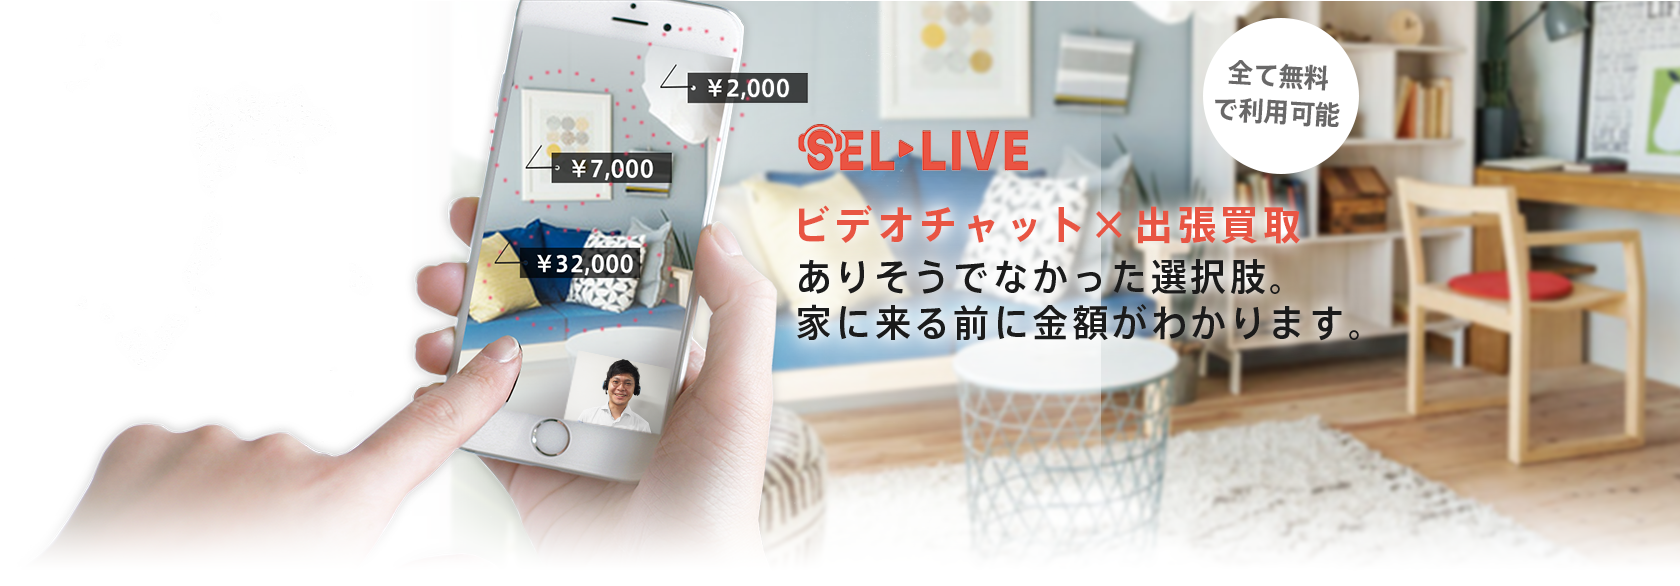 ¥2,000
¥7,000
¥32,000
全て無料
で利用可能
SEL LIVE
ビデオチャット×出張買取
ありそうでなかった選択肢。
家に来る前に金額がわかります。